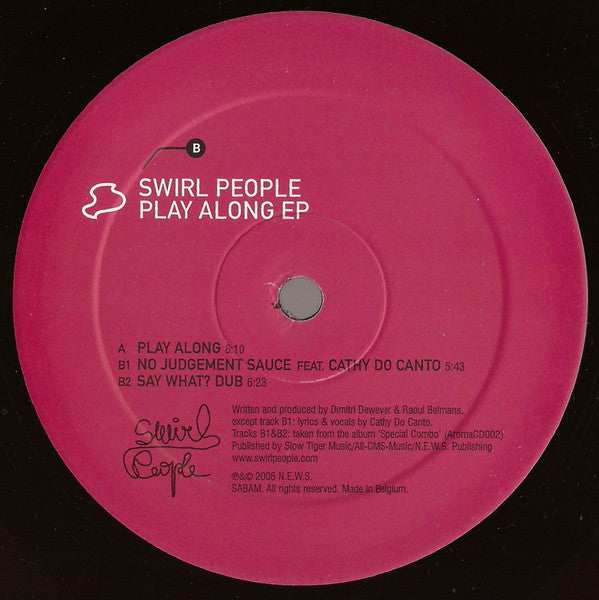 B
SWIRL PEOPLE
PLAY ALONG EP
A PLAY ALONG 6:10
B1 NO JUDGEMENT SAUCE FEAT. CATHY DO CANTO 5:43
B2 SAY WHAT? DUB 6:23
Written and produced by Dimitri Dewever & Raoul Belmans,
except track B1: lyrics & vocals by Cathy Do Canto.
Tracks B1&B2: taken from the album 'Special Combo' (AromaCD002)
Published by Slow Tiger Music/All-CMS-Music/N.E.W.S. Publishing
www.swirlpeople.com
Swirl
People
℗&© 2005 N.E.W.S.
SABAM. All rights reserved. Made in Belgium.